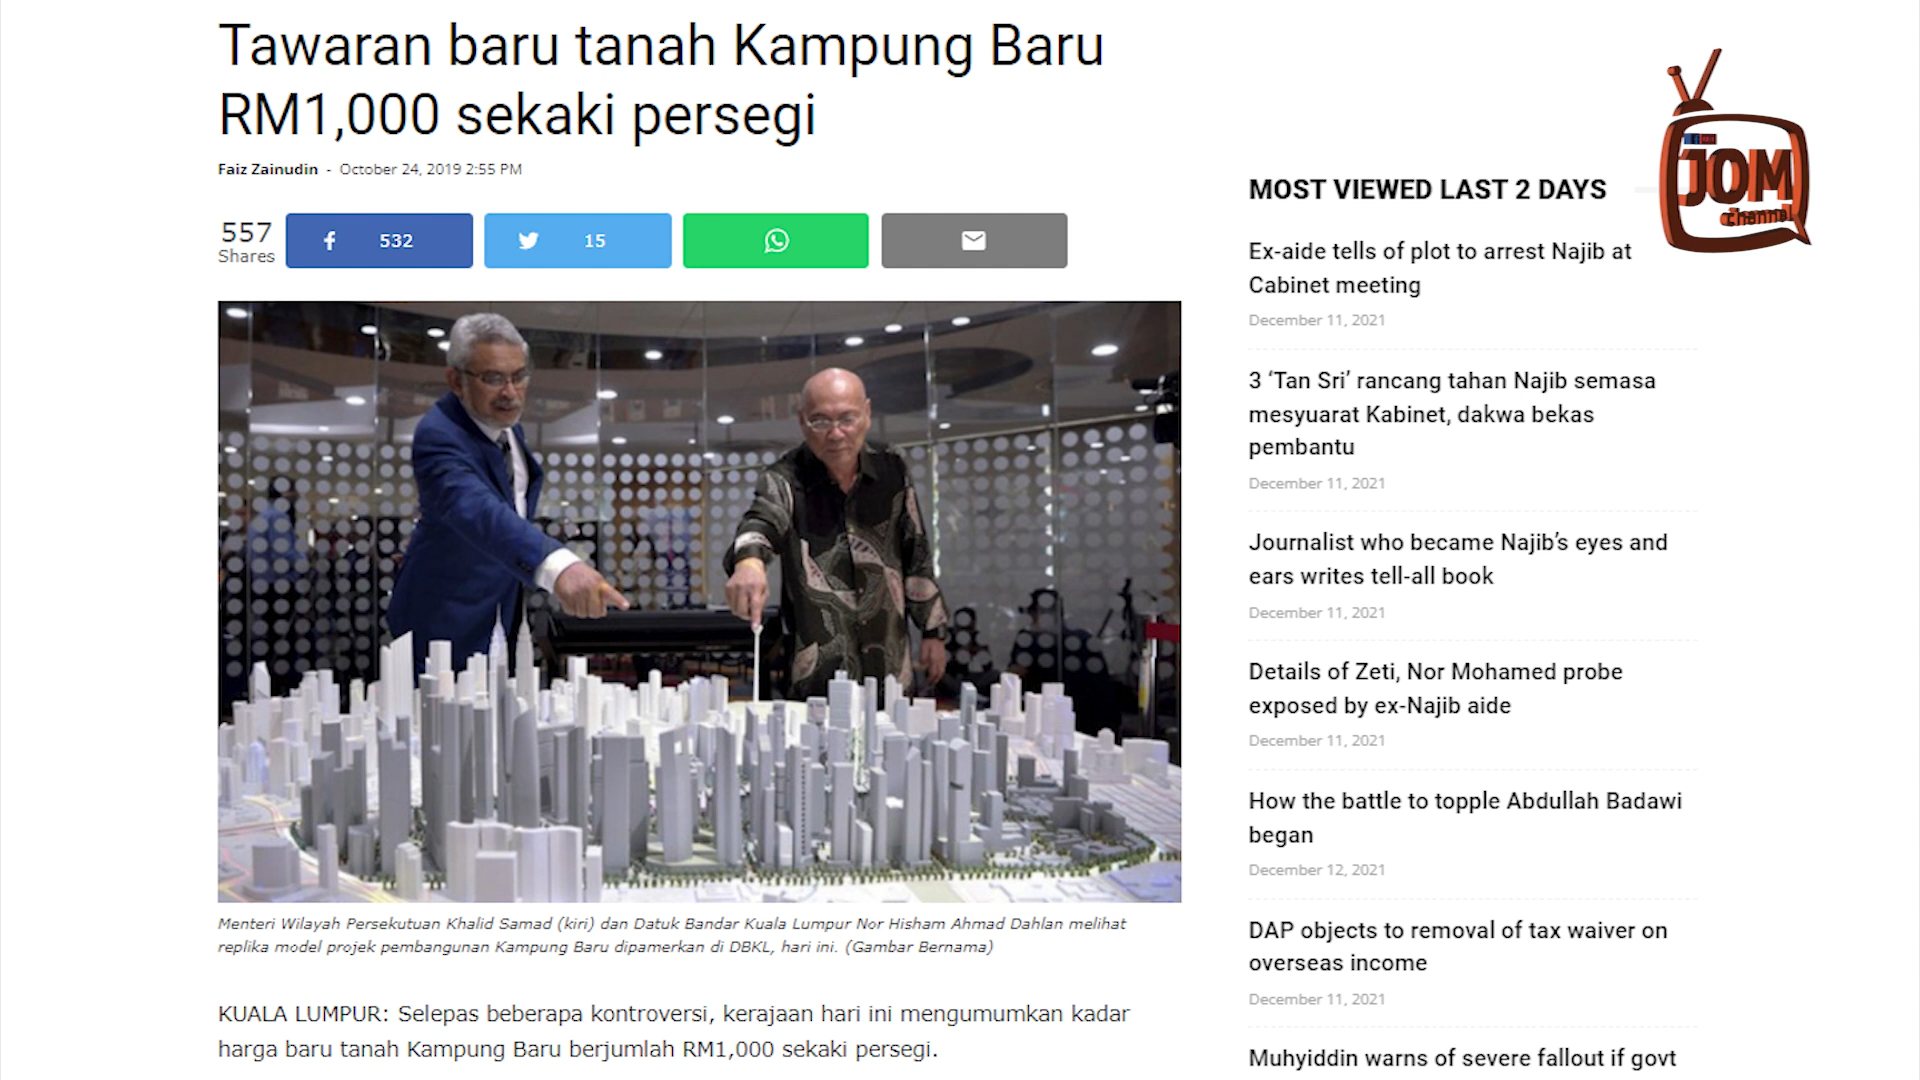 Tawaran baru tanah Kampung Baru
RM1,000 sekaki persegi
Faiz Zainudin - October 24, 2019 2:55 PM
557
Shares
532
15
Menteri Wilayah Persekutuan Khalid Samad (kiri) dan Datuk Bandar Kuala Lumpur Nor Hisham Ahmad Dahlan melihat
replika model projek pembangunan Kampung Baru dipamerkan di DBKL, hari ini. (Gambar Bernama)
KUALA LUMPUR: Selepas beberapa kontroversi, kerajaan hari ini mengumumkan kadar
harga baru tanah Kampung Baru berjumlah RM1,000 sekaki persegi.
JOM
channel
MOST VIEWED LAST 2 DAYS
Ex-aide tells of plot to arrest Najib at
Cabinet meeting
December 11, 2021
3 ‘Tan Sri’ rancang tahan Najib semasa
mesyuarat Kabinet, dakwa bekas
pembantu
December 11, 2021
Journalist who became Najib’s eyes and
ears writes tell-all book
December 11, 2021
Details of Zeti, Nor Mohamed probe
exposed by ex-Najib aide
December 11, 2021
How the battle to topple Abdullah Badawi
began
December 12, 2021
DAP objects to removal of tax waiver on
overseas income
December 11, 2021
Muhyiddin warns of severe fallout if govt